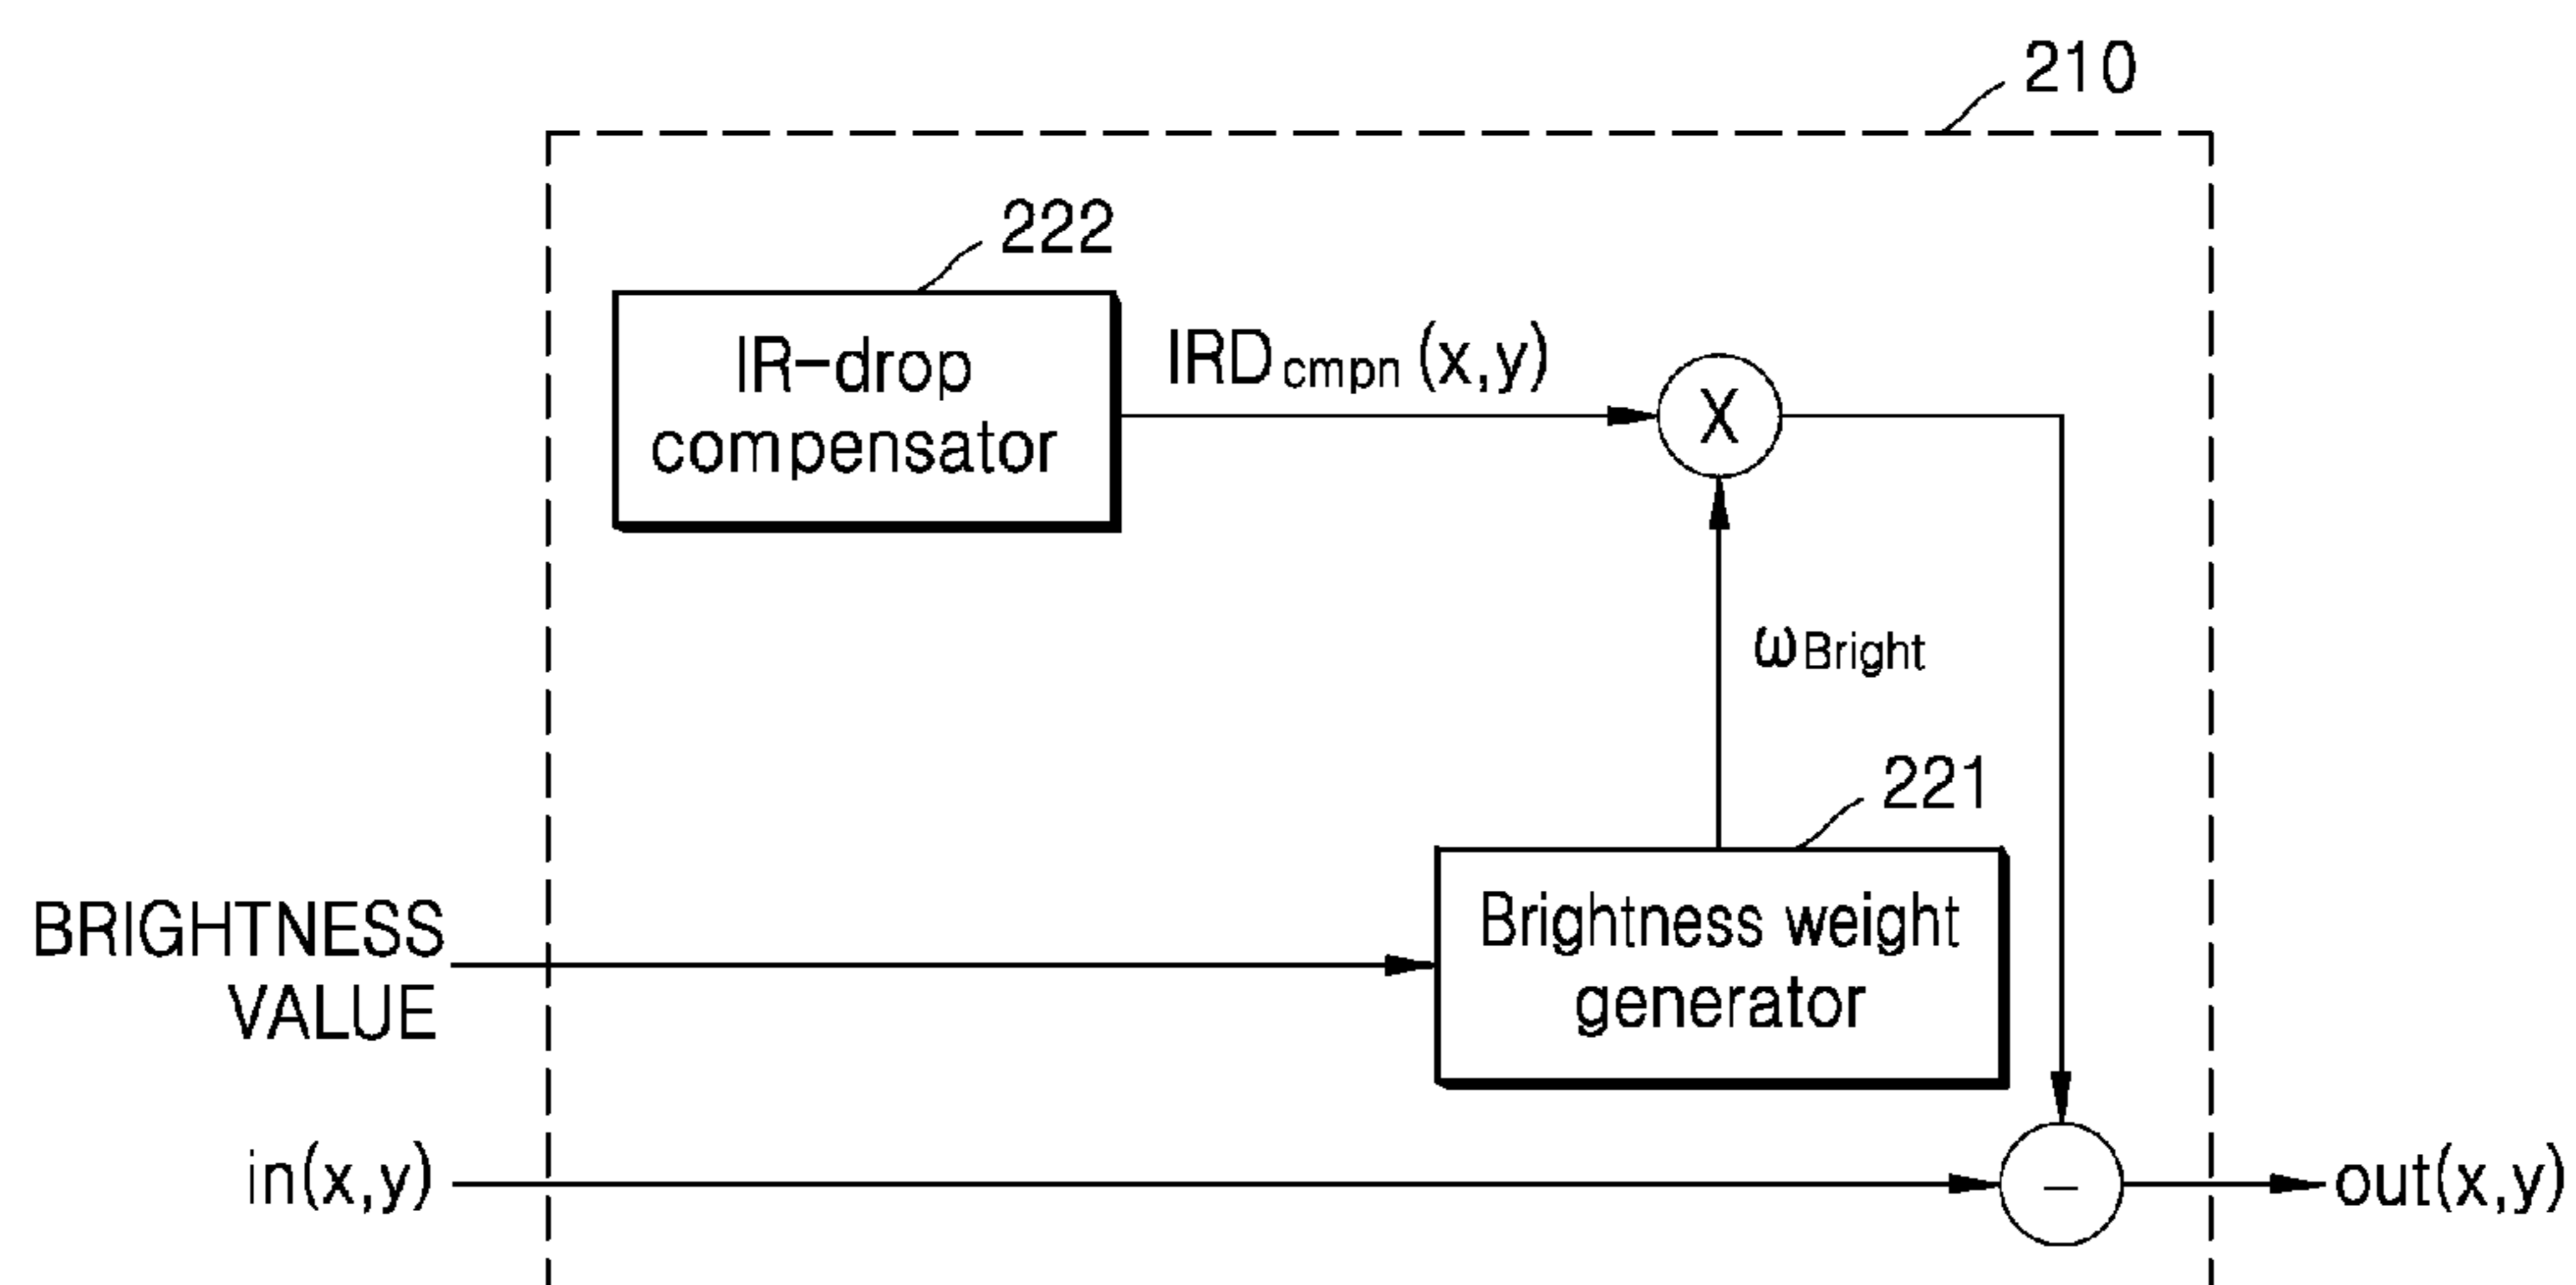 210
222
IR-drop
compensator
IRDcmpn (x,y)
X
ωBright
221
Brightness weight
generator
BRIGHTNESS
VALUE
in(x,y)
−
out(x,y)